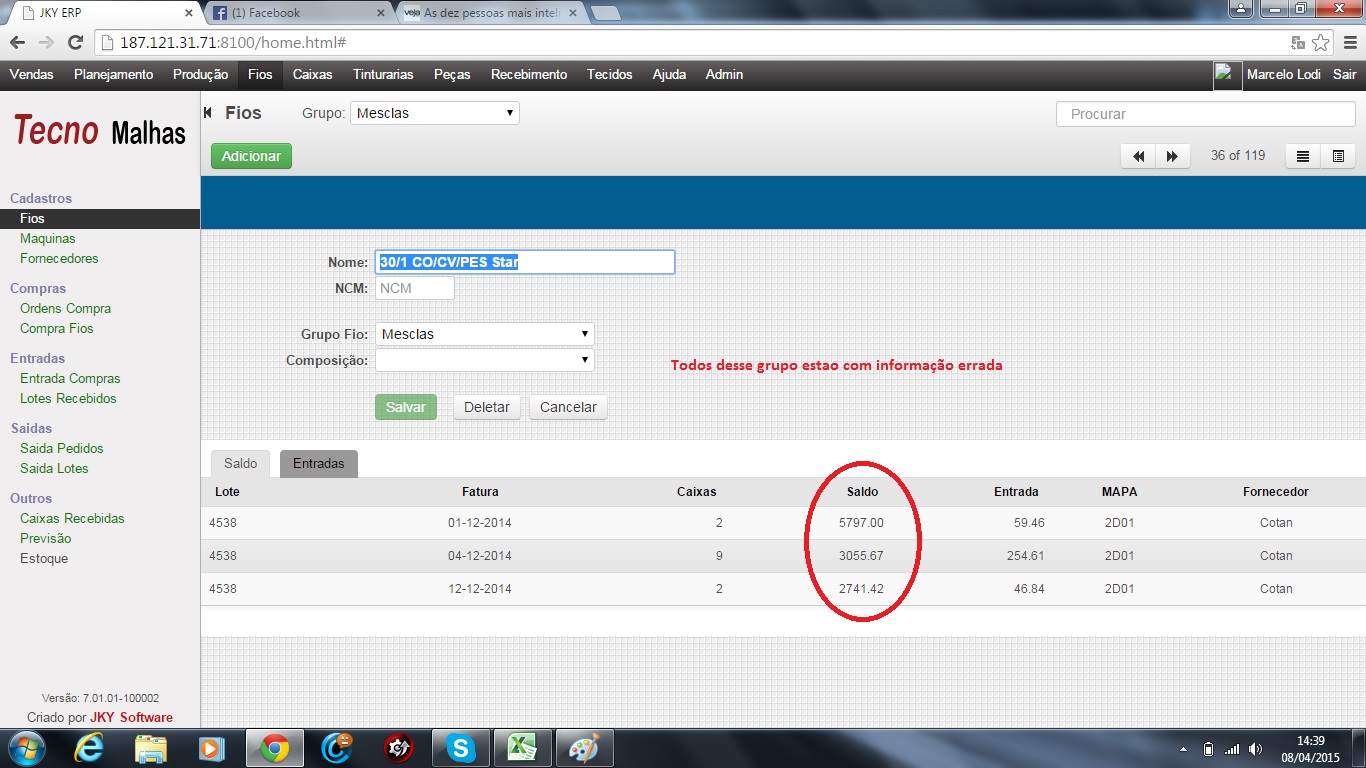 JKY ERP
(1) Facebook
veja As dez pessoas mais inteli
187.121.31.71:8100/home.html#
Vendas Planejamento Produção Fios Caixas Tinturarias Peças Recebimento Tecidos Ajuda Admin Marcelo Lodi Sair
Tecno Malhas
Fios Grupo: Mesclas Procurar
Adicionar 36 of 119
Cadastros
Fios
Maquinas
Fornecedores
Compras
Ordens Compra
Compra Fios
Entradas
Entrada Compras
Lotes Recebidos
Saidas
Saida Pedidos
Saida Lotes
Outros
Caixas Recebidas
Previsão
Estoque
Versão: 7.01.01-100002
Criado por JKY Software
Nome: 30/1 CO/CV/PES Star
NCM: NCM
Grupo Fio: Mesclas
Composição:
Todos desse grupo estao com informação errada
Salvar Deletar Cancelar
Saldo Entradas
Lote Fatura Caixas Saldo Entrada MAPA Fornecedor
4538 01-12-2014 2 5797.00 59.46 2D01 Cotan
4538 04-12-2014 9 3055.67 254.61 2D01 Cotan
4538 12-12-2014 2 2741.42 46.84 2D01 Cotan
14:39
08/04/2015